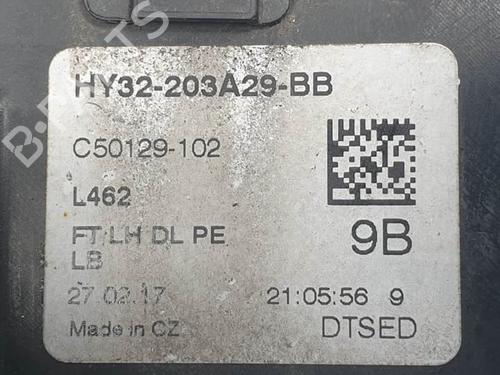 HY32-203A29-BB
C50129-102
L462
FT LH DL PE
LB
9B
27.02.17
21:05:56 9
Made in CZ
DTSED